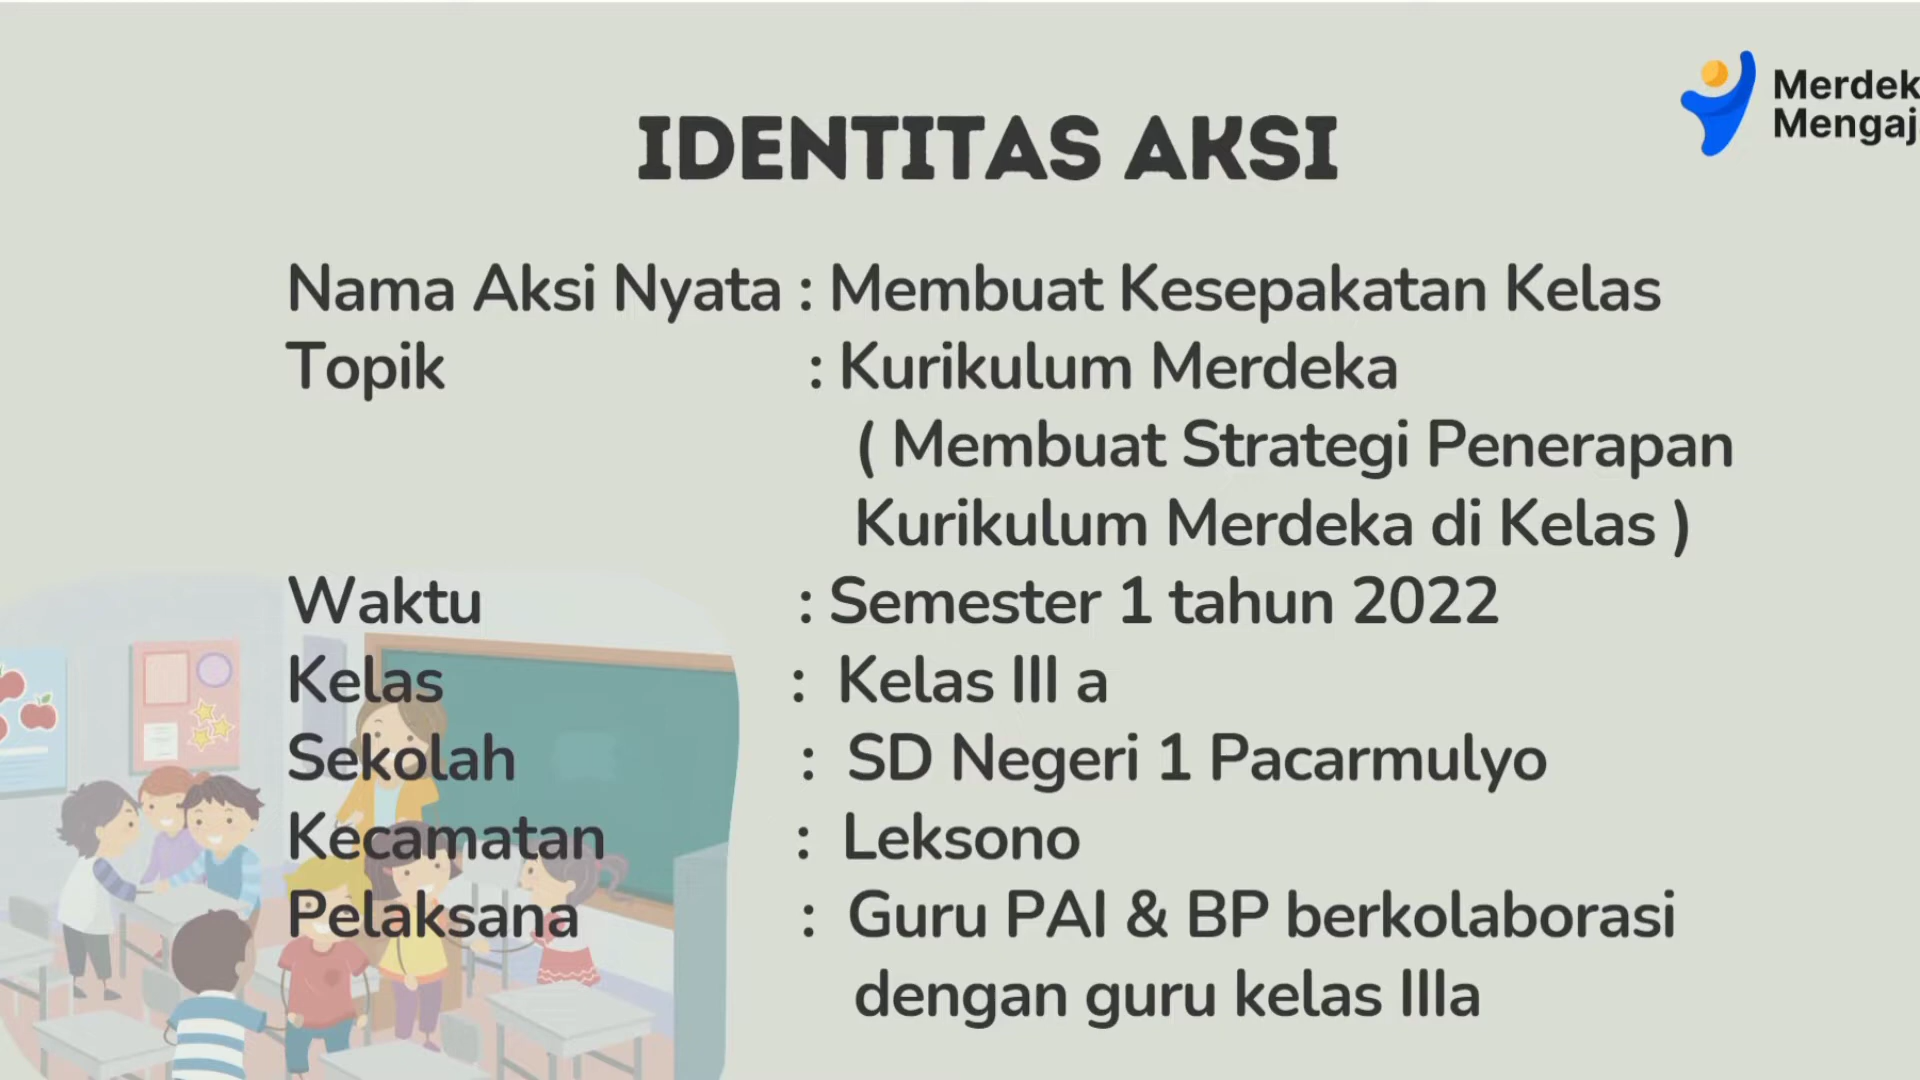 Merdek
Mengaj
IDENTITAS AKSI
Nama Aksi Nyata : Membuat Kesepakatan Kelas
Topik : Kurikulum Merdeka
( Membuat Strategi Penerapan
Kurikulum Merdeka di Kelas )
Waktu : Semester 1 tahun 2022
Kelas : Kelas III a
Sekolah : SD Negeri 1 Pacarmulyo
Kecamatan : Leksono
Pelaksana : Guru PAI & BP berkolaborasi
dengan guru kelas IIIa